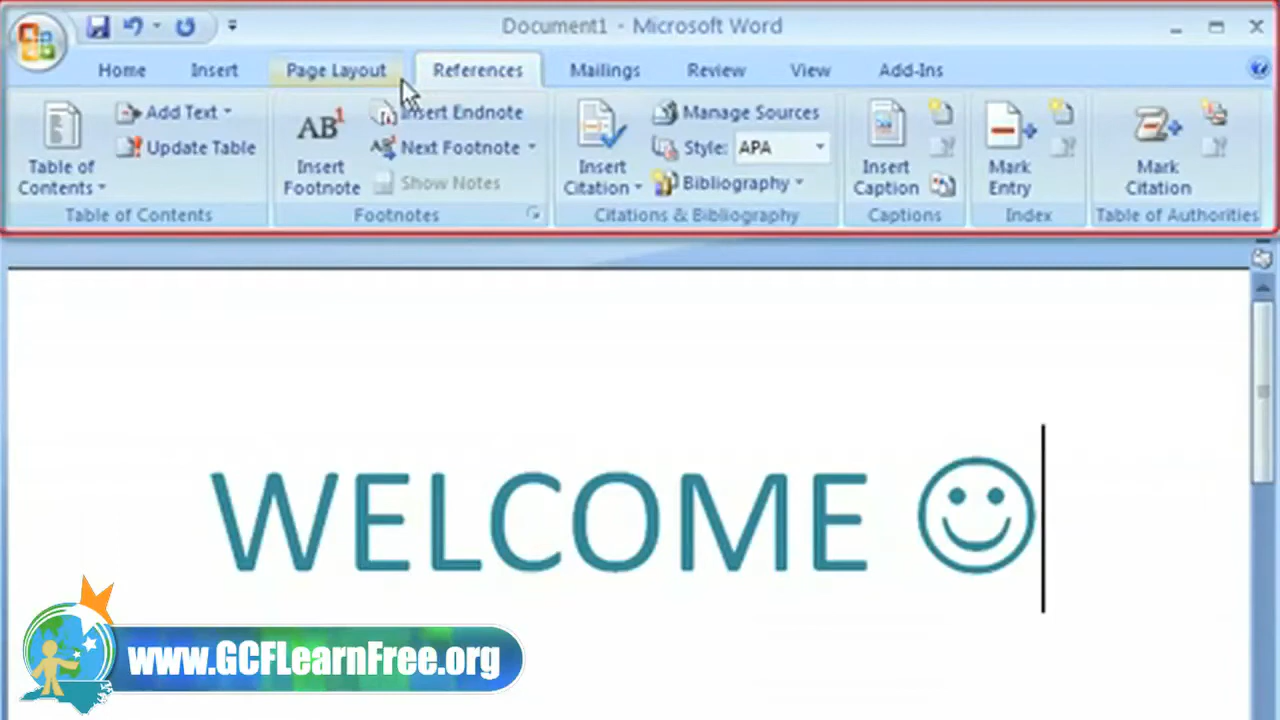 Document1 - Microsoft Word
Home Insert Page Layout References Mailings Review View Add-Ins
Table of Contents
Add Text
Update Table
Table of Contents
AB1
Insert Footnote
Insert Endnote
AB1 Next Footnote
Show Notes
Footnotes
Insert Citation
Manage Sources
Style: APA
Bibliography
Citations & Bibliography
Insert Caption
Captions
Mark Entry
Index
Mark Citation
Table of Authorities
WELCOME ☺
www.GCFLearnFree.org